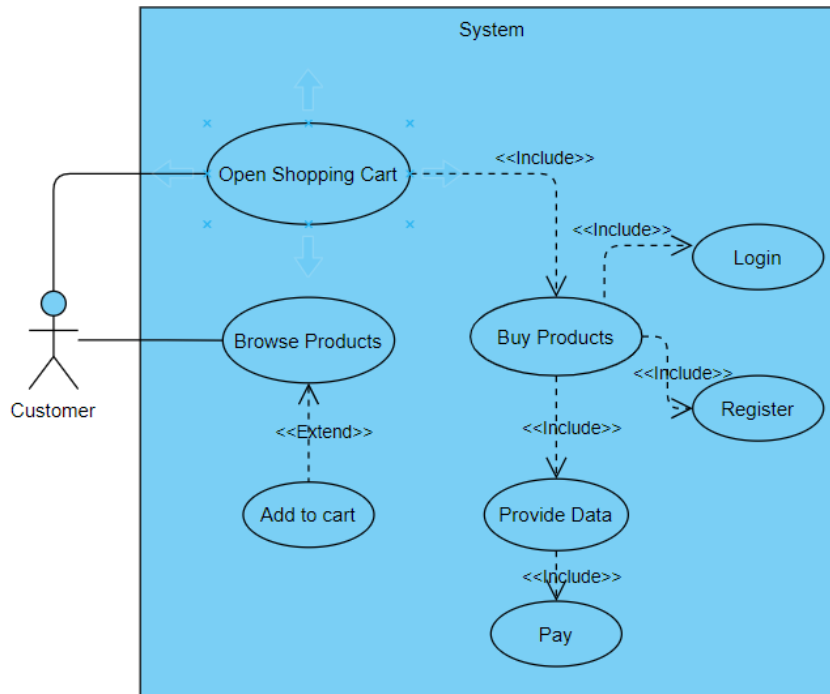 System
Open Shopping Cart
<<Include>>
<<Include>>
Login
Browse Products
Buy Products
<<Include>>
Customer
Register
<<Extend>>
<<Include>>
Add to cart
Provide Data
<<Include>>
Pay